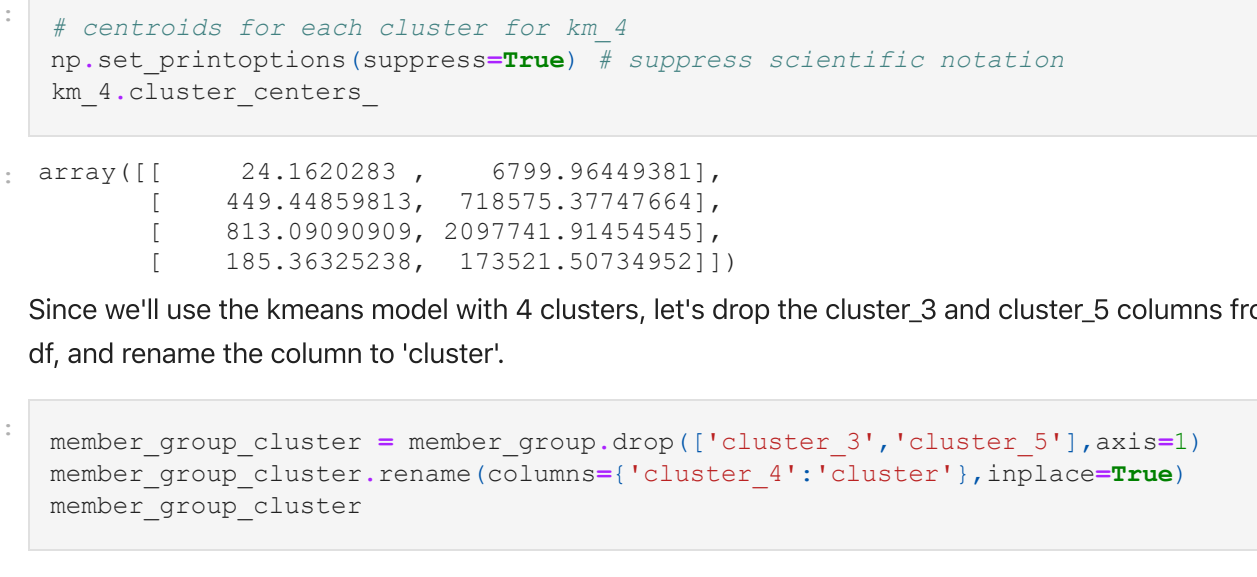 # centroids for each cluster for km_4
np.set_printoptions(suppress=True) # suppress scientific notation
km_4.cluster_centers_
array([[     24.1620283 ,    6799.96449381],
       [    449.44859813,  718575.37747664],
       [    813.09090909, 2097741.91454545],
       [    185.36325238,  173521.50734952]])
Since we'll use the kmeans model with 4 clusters, let's drop the cluster_3 and cluster_5 columns
df, and rename the column to 'cluster'.
member_group_cluster = member_group.drop(['cluster_3','cluster_5'],axis=1)
member_group_cluster.rename(columns={'cluster_4':'cluster'},inplace=True)
member_group_cluster